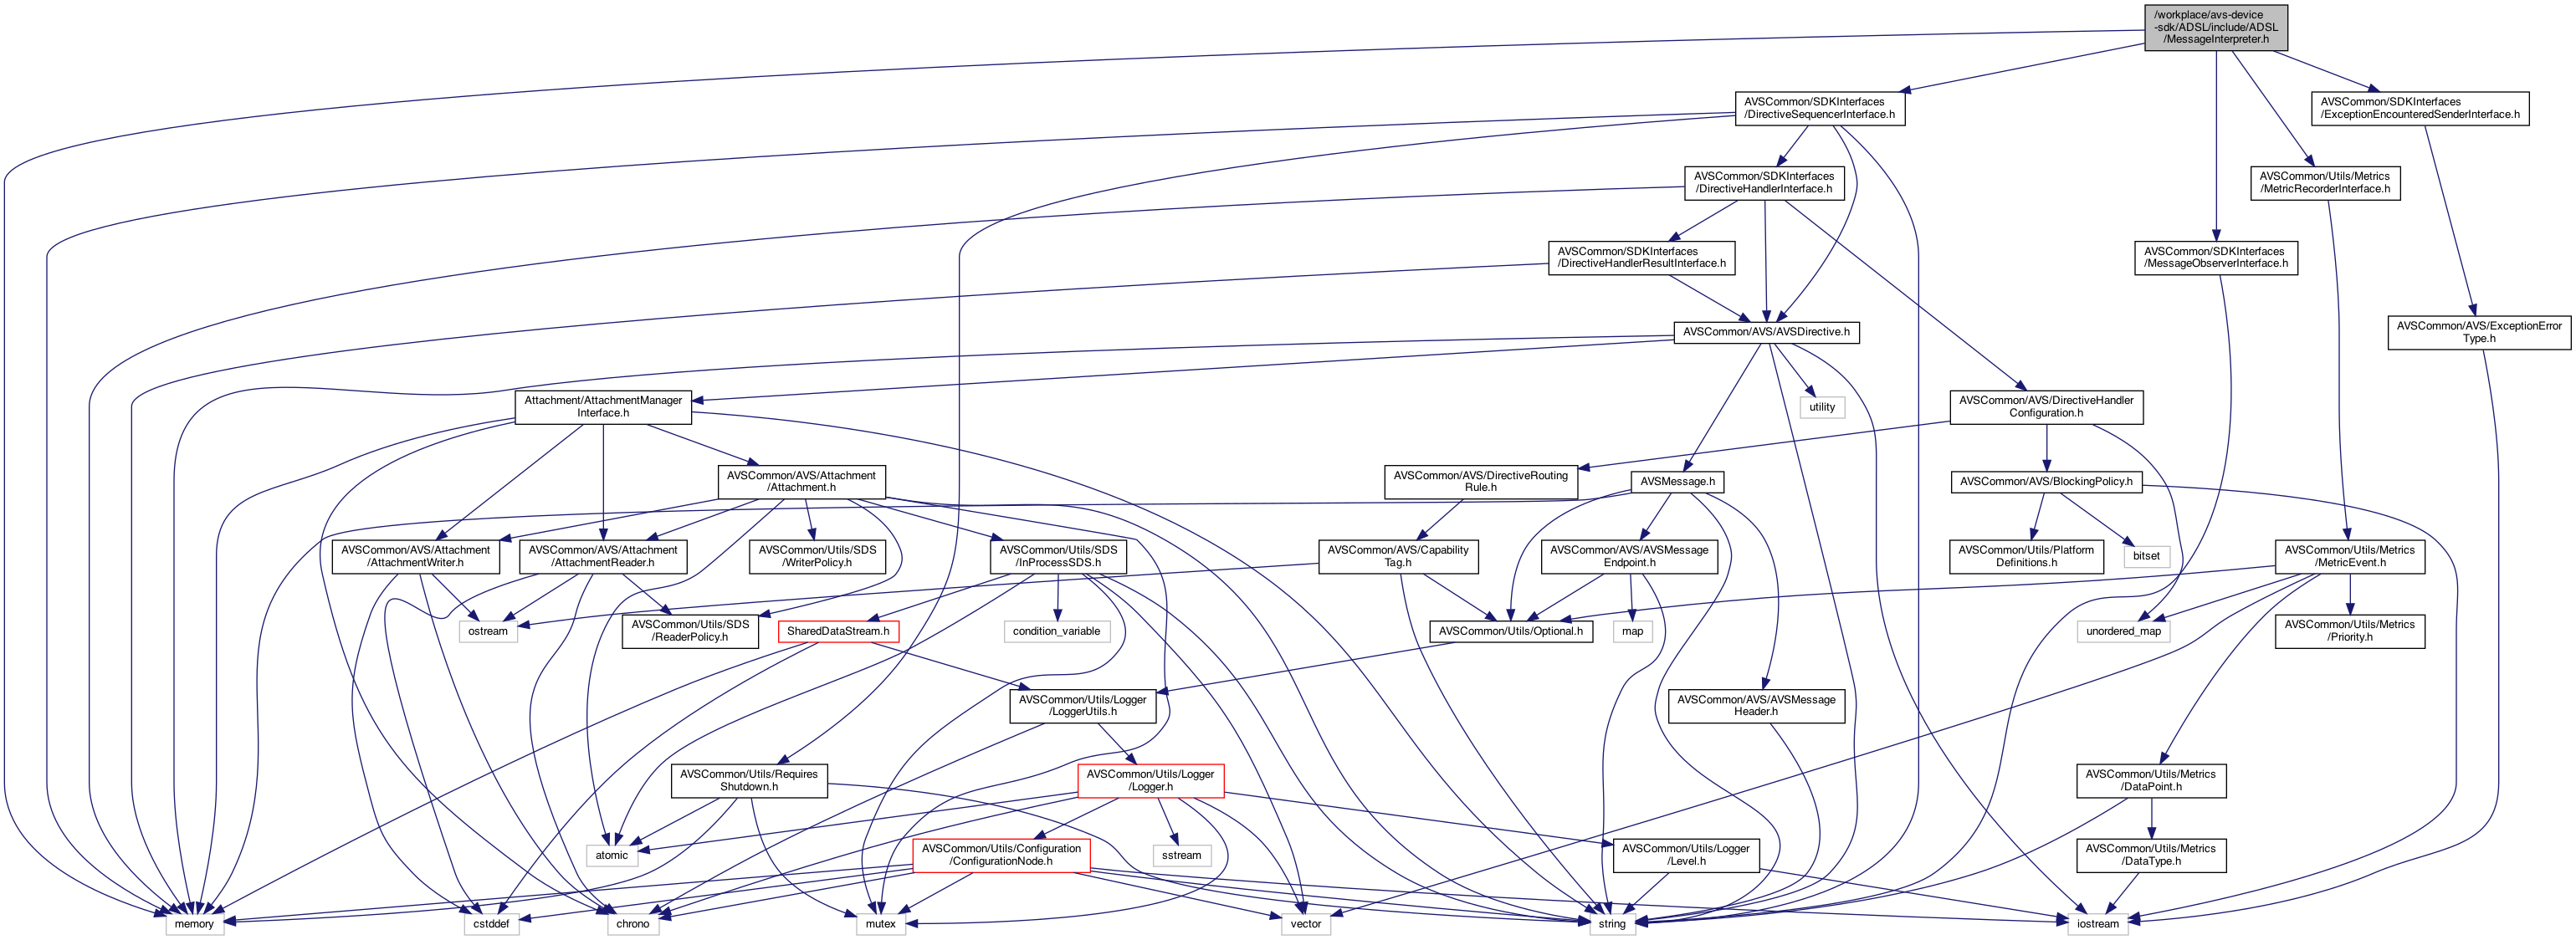 /workplace/avs-device
-sdk/ADSL/include/ADSL
/MessageInterpreter.h
AVSCommon/SDKInterfaces
/DirectiveSequencerInterface.h
AVSCommon/SDKInterfaces
/ExceptionEncounteredSenderInterface.h
AVSCommon/SDKInterfaces
/DirectiveHandlerInterface.h
AVSCommon/Utils/Metrics
/MetricRecorderInterface.h
AVSCommon/SDKInterfaces
/DirectiveHandlerResultInterface.h
AVSCommon/SDKInterfaces
/MessageObserverInterface.h
AVSCommon/AVS/AVSDirective.h
AVSCommon/AVS/ExceptionError
Type.h
Attachment/AttachmentManager
Interface.h
utility
AVSCommon/AVS/DirectiveHandler
Configuration.h
AVSCommon/AVS/Attachment
/Attachment.h
AVSCommon/AVS/DirectiveRouting
Rule.h
AVSMessage.h
AVSCommon/AVS/BlockingPolicy.h
AVSCommon/AVS/Attachment
/AttachmentWriter.h
AVSCommon/AVS/Attachment
/AttachmentReader.h
AVSCommon/Utils/SDS
/WriterPolicy.h
AVSCommon/Utils/SDS
/InProcessSDS.h
AVSCommon/AVS/Capability
Tag.h
AVSCommon/AVS/AVSMessage
Endpoint.h
AVSCommon/Utils/Platform
Definitions.h
bitset
AVSCommon/Utils/Metrics
/MetricEvent.h
ostream
AVSCommon/Utils/SDS
/ReaderPolicy.h
SharedDataStream.h
condition_variable
AVSCommon/Utils/Optional.h
map
unordered_map
AVSCommon/Utils/Metrics
/Priority.h
AVSCommon/Utils/Logger
/LoggerUtils.h
AVSCommon/AVS/AVSMessage
Header.h
AVSCommon/Utils/Requires
Shutdown.h
AVSCommon/Utils/Logger
/Logger.h
AVSCommon/Utils/Metrics
/DataPoint.h
atomic
AVSCommon/Utils/Configuration
/ConfigurationNode.h
sstream
AVSCommon/Utils/Logger
/Level.h
AVSCommon/Utils/Metrics
/DataType.h
memory
cstddef
chrono
mutex
vector
string
iostream